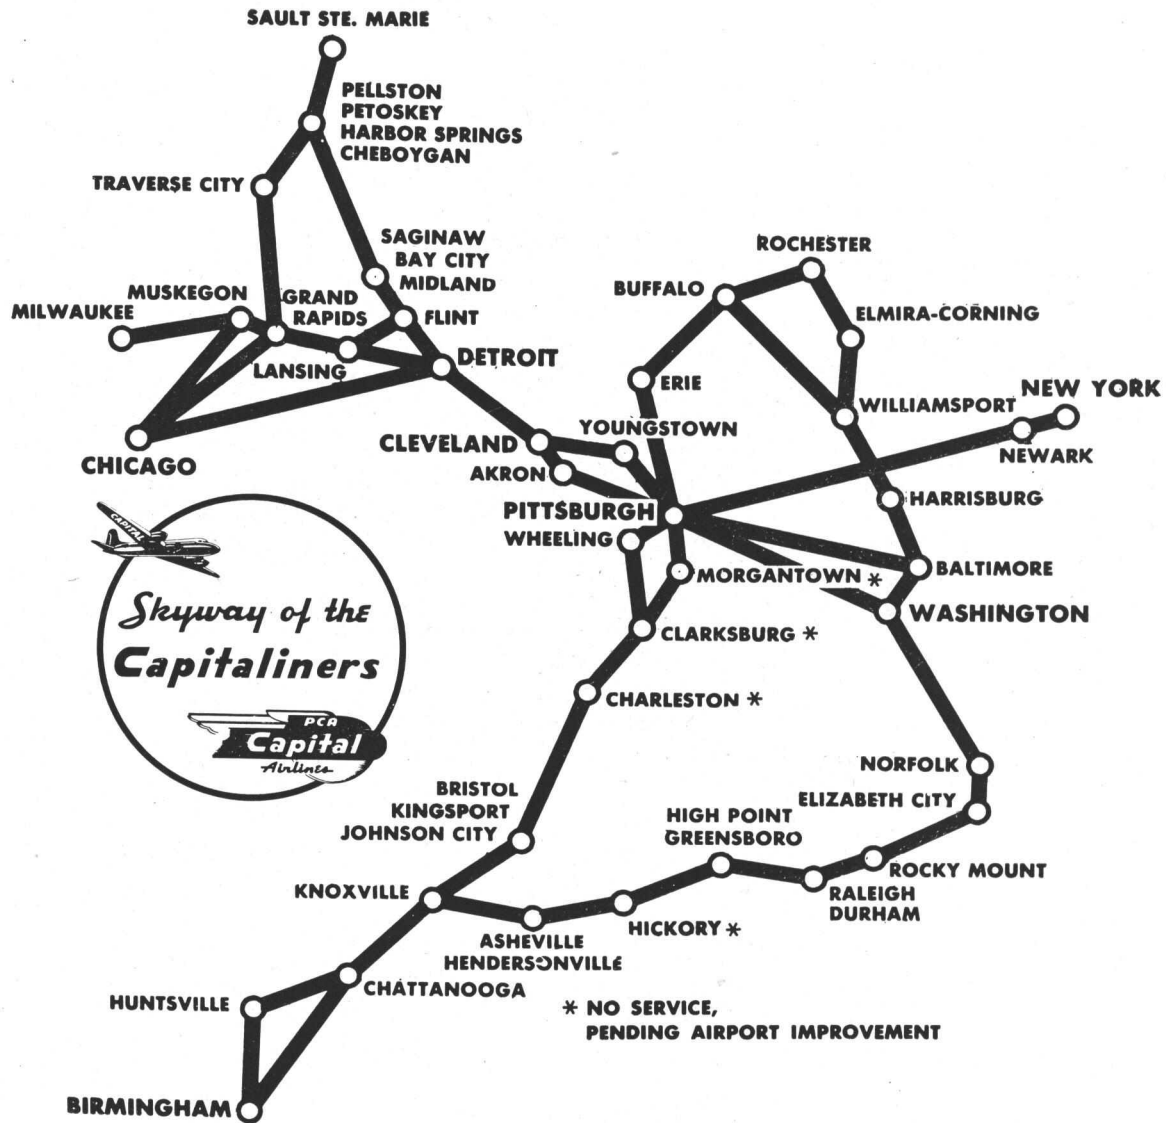 SAULT STE. MARIE
PELLSTON
PETOSKEY
HARBOR SPRINGS
CHEBOYGAN
TRAVERSE CITY
SAGINAW
BAY CITY
MIDLAND
ROCHESTER
BUFFALO
MUSKEGON
GRAND
RAPIDS
MILWAUKEE
FLINT
ELMIRA-CORNING
LANSING
DETROIT
ERIE
NEW YORK
WILLIAMSPORT
YOUNGSTOWN
CLEVELAND
NEWARK
CHICAGO
AKRON
HARRISBURG
PITTSBURGH
WHEELING
CAPITAL
BALTIMORE
MORGANTOWN *
WASHINGTON
Skyway of the
Capitaliners
CLARKSBURG *
CHARLESTON *
PCA
Capital
Airlines
NORFOLK
ELIZABETH CITY
BRISTOL
KINGSPORT
JOHNSON CITY
HIGH POINT
GREENSBORO
ROCKY MOUNT
RALEIGH
DURHAM
KNOXVILLE
HICKORY *
ASHEVILLE
HENDERSONVILLE
CHATTANOOGA
HUNTSVILLE
* NO SERVICE,
PENDING AIRPORT IMPROVEMENT
BIRMINGHAM